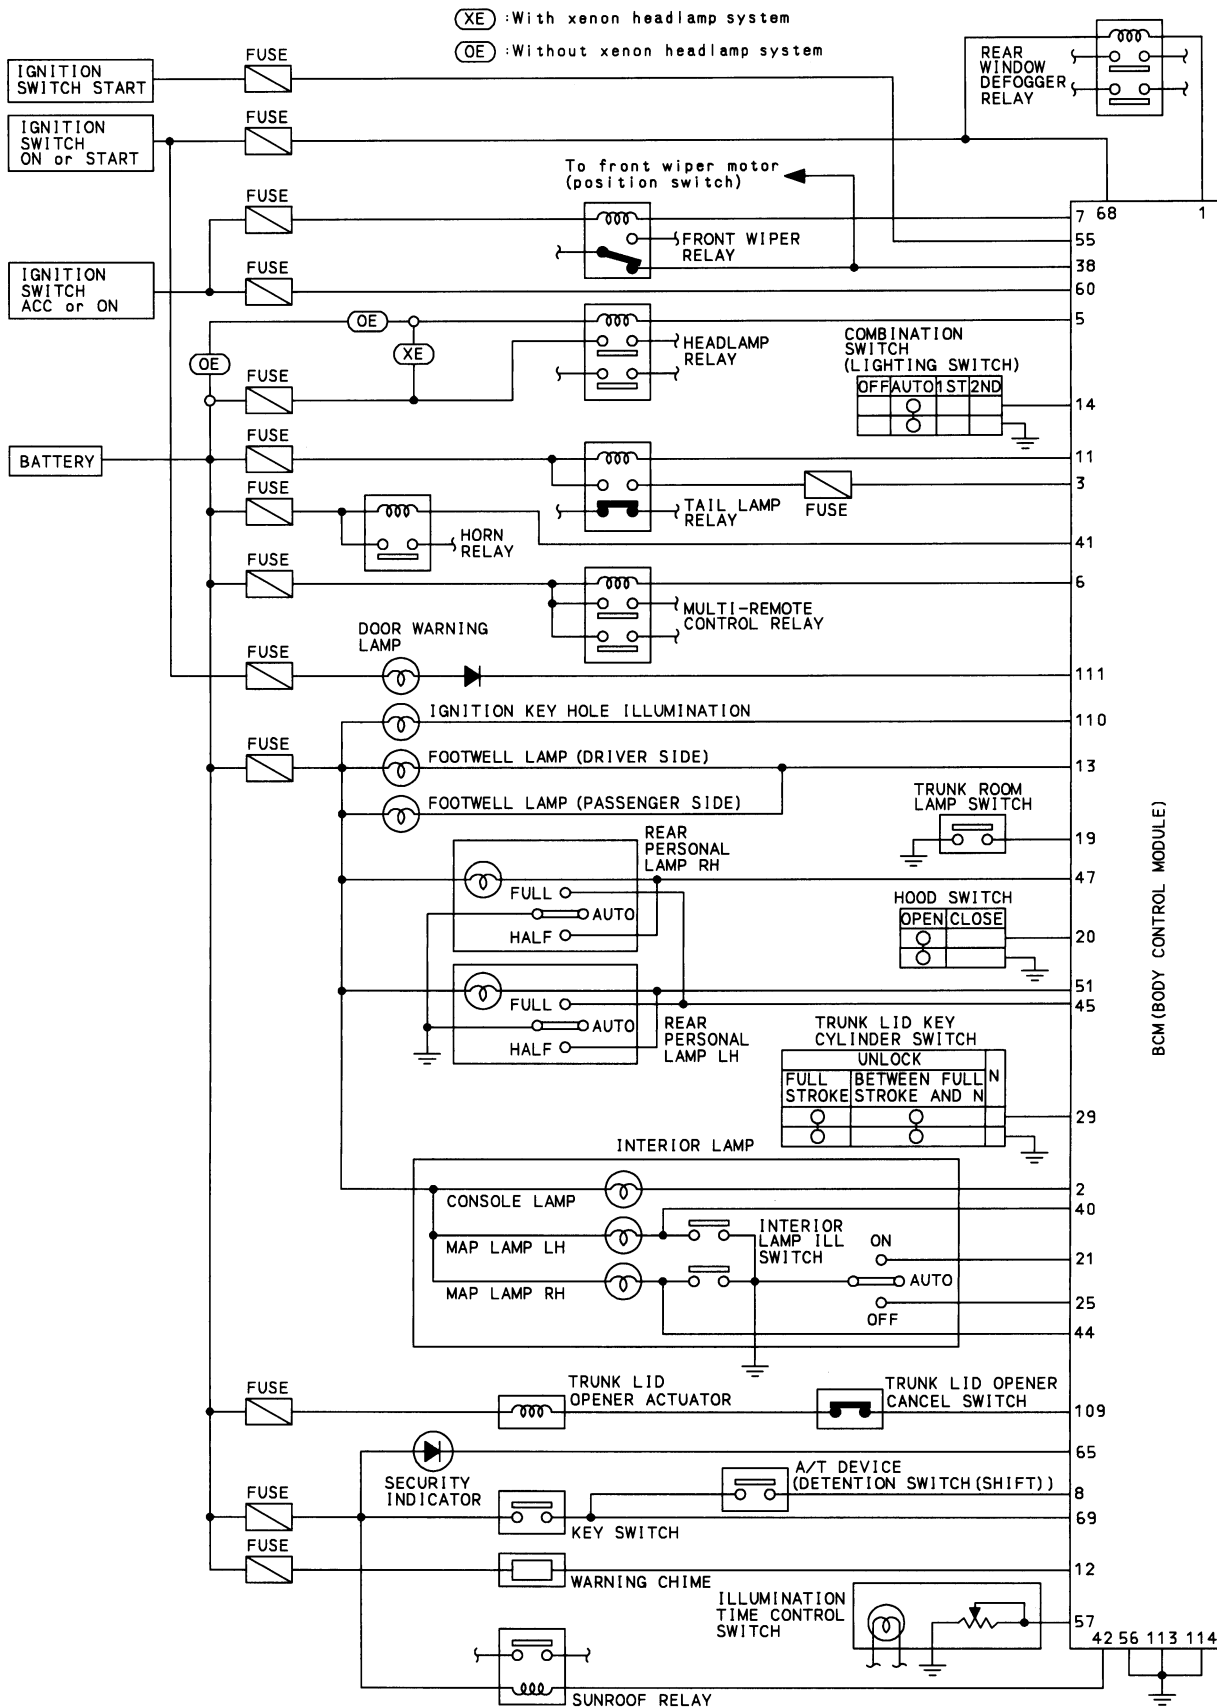 XE :With xenon headlamp system
OE :Without xenon headlamp system
IGNITION
SWITCH START
FUSE
REAR
WINDOW
DEFOGGER
RELAY
IGNITION
SWITCH
ON or START
FUSE
To front wiper motor
(position switch)
FUSE
7 68 1
FRONT WIPER
RELAY
55
38
IGNITION
SWITCH
ACC or ON
FUSE
60
OE
XE
OE
5
HEADLAMP
RELAY
COMBINATION
SWITCH
(LIGHTING SWITCH)
OFF AUTO 1ST 2ND
14
FUSE
BATTERY
FUSE
11
3
FUSE
TAIL LAMP
RELAY
FUSE
HORN
RELAY
41
FUSE
6
MULTI-REMOTE
CONTROL RELAY
DOOR WARNING
LAMP
FUSE
111
IGNITION KEY HOLE ILLUMINATION
110
FUSE
FOOTWELL LAMP (DRIVER SIDE)
13
FOOTWELL LAMP (PASSENGER SIDE)
TRUNK ROOM
LAMP SWITCH
19
REAR
PERSONAL
LAMP RH
47
FULL
AUTO
HALF
HOOD SWITCH
OPEN CLOSE
20
51
45
FULL
AUTO
HALF
REAR
PERSONAL
LAMP LH
TRUNK LID KEY
CYLINDER SWITCH
UNLOCK
N
FULL
STROKE
BETWEEN FULL
STROKE AND N
29
BCM (BODY CONTROL MODULE)
INTERIOR LAMP
CONSOLE LAMP
2
40
MAP LAMP LH
INTERIOR
LAMP ILL
SWITCH
ON
21
AUTO
MAP LAMP RH
25
OFF
44
FUSE
TRUNK LID
OPENER ACTUATOR
TRUNK LID OPENER
CANCEL SWITCH
109
65
SECURITY
INDICATOR
A/T DEVICE
(DETENTION SWITCH (SHIFT))
8
FUSE
KEY SWITCH
69
FUSE
WARNING CHIME
12
ILLUMINATION
TIME CONTROL
SWITCH
57
42 56 113 114
SUNROOF RELAY